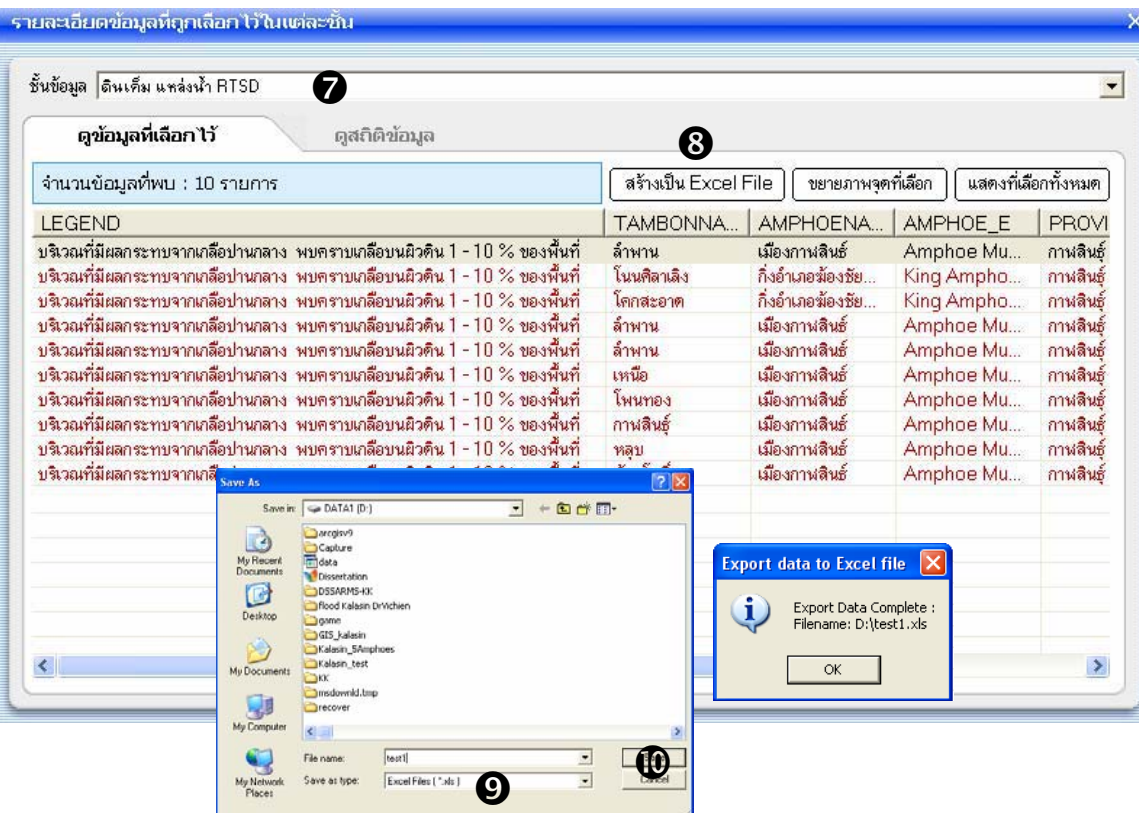 รายละเอียดข้อมูลที่ถูกเลือกไว้ในแต่ละชั้น X
ชั้นข้อมูล ดินเค็ม แหล่งน้ำ RTSD ❼
ดูข้อมูลที่เลือกไว้ ดูสถิติข้อมูล ❽
จำนวนข้อมูลที่พบ : 10 รายการ สร้างเป็น Excel File ขยายภาพจุดที่เลือก แสดงที่เลือกทั้งหมด
LEGEND TAMBONNA... AMPHOENA... AMPHOE_E PROVI
บริเวณที่มีผลกระทบจากเกลือปานกลาง พบคราบเกลือบนผิวดิน 1 - 10 % ของพื้นที่ ลำพาน เมืองกาฬสินธ์ Amphoe Mu... กาฬสินธุ์
บริเวณที่มีผลกระทบจากเกลือปานกลาง พบคราบเกลือบนผิวดิน 1 - 10 % ของพื้นที่ โนนศิลาเลิง กิ่งอำเภอฆ้องชัย... King Ampho... กาฬสินธุ์
บริเวณที่มีผลกระทบจากเกลือปานกลาง พบคราบเกลือบนผิวดิน 1 - 10 % ของพื้นที่ โคกสะอาด กิ่งอำเภอฆ้องชัย... King Ampho... กาฬสินธุ์
บริเวณที่มีผลกระทบจากเกลือปานกลาง พบคราบเกลือบนผิวดิน 1 - 10 % ของพื้นที่ ลำพาน เมืองกาฬสินธ์ Amphoe Mu... กาฬสินธุ์
บริเวณที่มีผลกระทบจากเกลือปานกลาง พบคราบเกลือบนผิวดิน 1 - 10 % ของพื้นที่ ลำพาน เมืองกาฬสินธ์ Amphoe Mu... กาฬสินธุ์
บริเวณที่มีผลกระทบจากเกลือปานกลาง พบคราบเกลือบนผิวดิน 1 - 10 % ของพื้นที่ เหนือ เมืองกาฬสินธ์ Amphoe Mu... กาฬสินธุ์
บริเวณที่มีผลกระทบจากเกลือปานกลาง พบคราบเกลือบนผิวดิน 1 - 10 % ของพื้นที่ โพนทอง เมืองกาฬสินธ์ Amphoe Mu... กาฬสินธุ์
บริเวณที่มีผลกระทบจากเกลือปานกลาง พบคราบเกลือบนผิวดิน 1 - 10 % ของพื้นที่ กาฬสินธุ์ เมืองกาฬสินธ์ Amphoe Mu... กาฬสินธุ์
บริเวณที่มีผลกระทบจากเกลือปานกลาง พบคราบเกลือบนผิวดิน 1 - 10 % ของพื้นที่ หลุบ เมืองกาฬสินธ์ Amphoe Mu... กาฬสินธุ์
บริเวณที่มีผลกระทบจาก เมืองกาฬสินธ์ Amphoe Mu... กาฬสินธุ์
Save As
Save in: DATA1 (D:)
My Recent Documents
Desktop
My Documents
My Computer
My Network Places
arcgisv9
Capture
data
Dissertation
DSSARMS-KK
flood Kalasin DrVichien
game
GIS_kalasin
Kalasin_5Amphoes
Kalasin_test
KK
msdownld.tmp
recover
File name: test1 ❿
Save as type: Excel Files ( *.xls ) ❾ Cancel
Export data to Excel file
Export Data Complete :
Filename: D:\test1.xls
OK